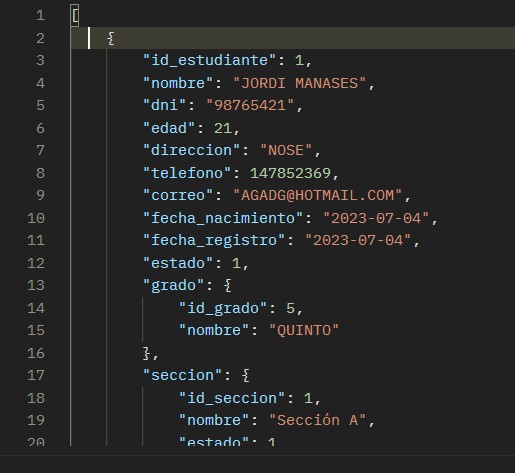 1 [
2 {
3 "id_estudiante": 1,
4 "nombre": "JORDI MANASES",
5 "dni": "98765421",
6 "edad": 21,
7 "direccion": "NOSE",
8 "telefono": 147852369,
9 "correo": "AGADG@HOTMAIL.COM",
10 "fecha_nacimiento": "2023-07-04",
11 "fecha_registro": "2023-07-04",
12 "estado": 1,
13 "grado": {
14 "id_grado": 5,
15 "nombre": "QUINTO"
16 },
17 "seccion": {
18 "id_seccion": 1,
19 "nombre": "Sección A",
20 "estado": 1